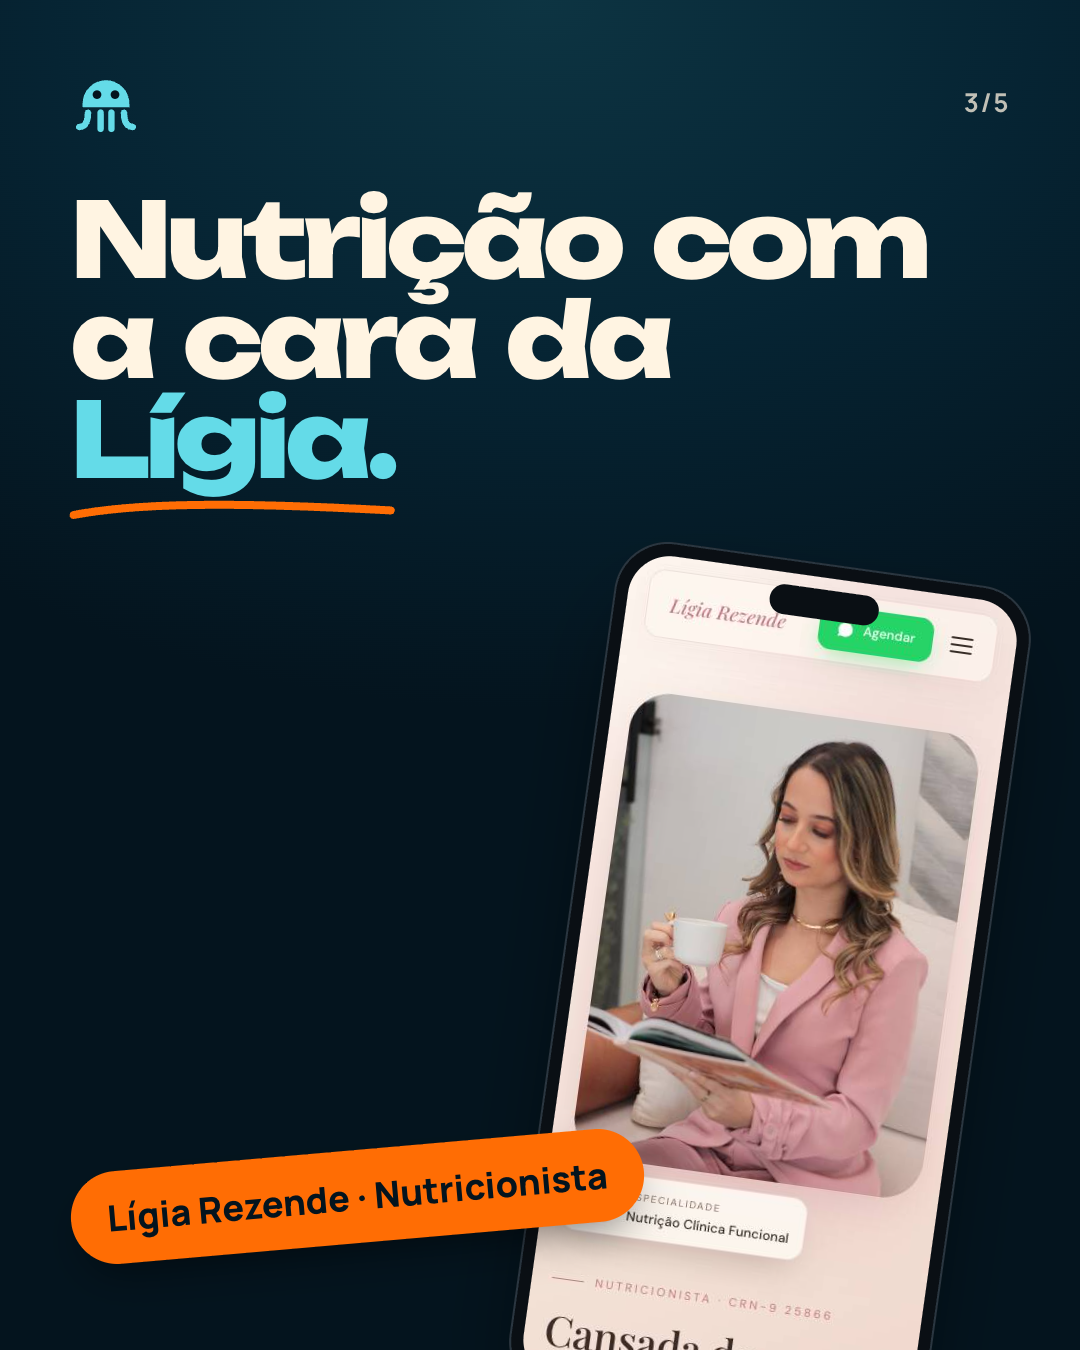 3/5
Nutrição com
a cara da
Lígia.
Lígia Rezende
Agendar
Lígia Rezende · Nutricionista
Nutrição Clínica Funcional
NUTRICIONISTA · CRN-9 25866
Cansada